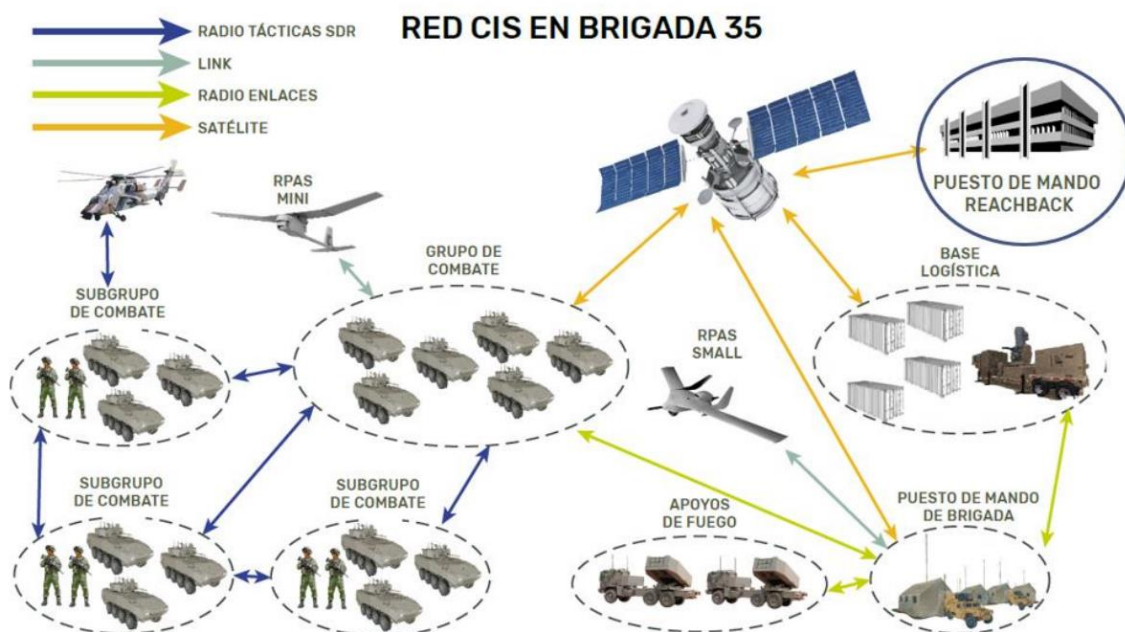 RED CIS EN BRIGADA 35
RADIO TÁCTICAS SDR
LINK
RADIO ENLACES
SATÉLITE
RPAS
MINI
PUESTO DE MANDO
REACHBACK
GRUPO DE
COMBATE
BASE
LOGÍSTICA
SUBGRUPO
DE COMBATE
RPAS
SMALL
SUBGRUPO
DE COMBATE
SUBGRUPO
DE COMBATE
APOYOS
DE FUEGO
PUESTO DE MANDO
DE BRIGADA